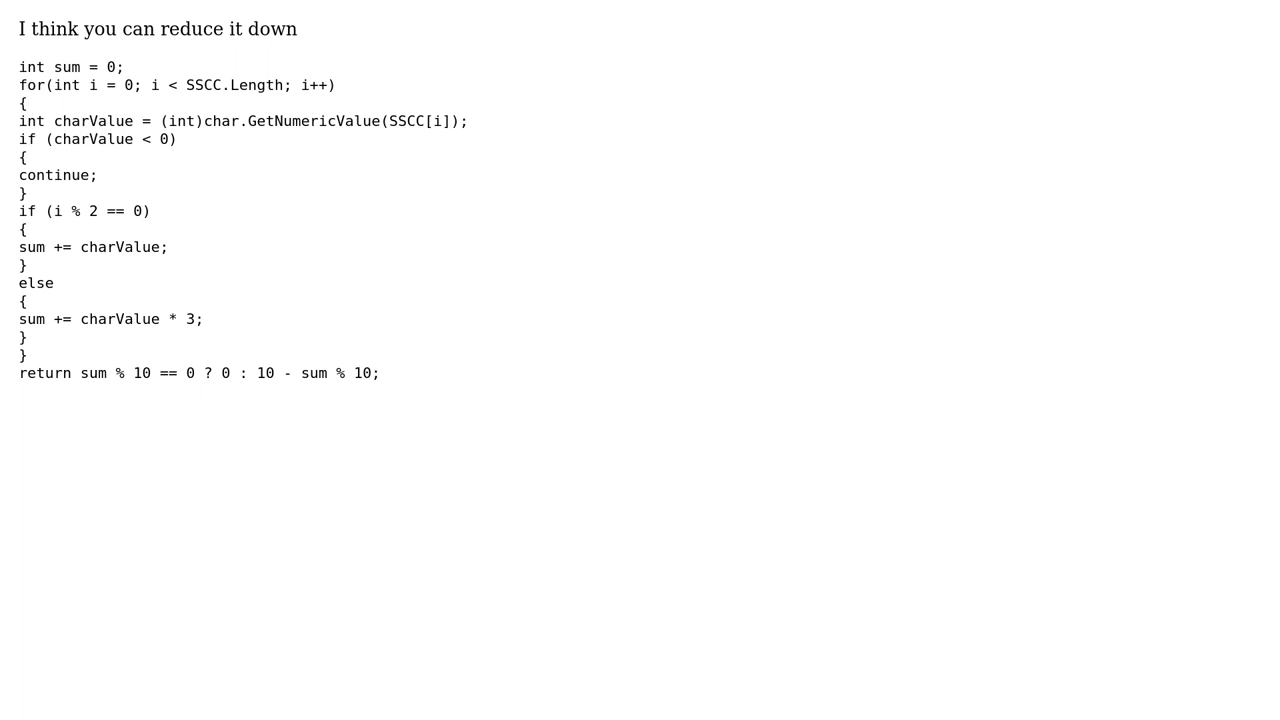 I think you can reduce it down
int sum = 0;
for(int i = 0; i < SSCC.Length; i++)
{
int charValue = (int)char.GetNumericValue(SSCC[i]);
if (charValue < 0)
{
continue;
}
if (i % 2 == 0)
{
sum += charValue;
}
else
{
sum += charValue * 3;
}
}
return sum % 10 == 0 ? 0 : 10 - sum % 10;